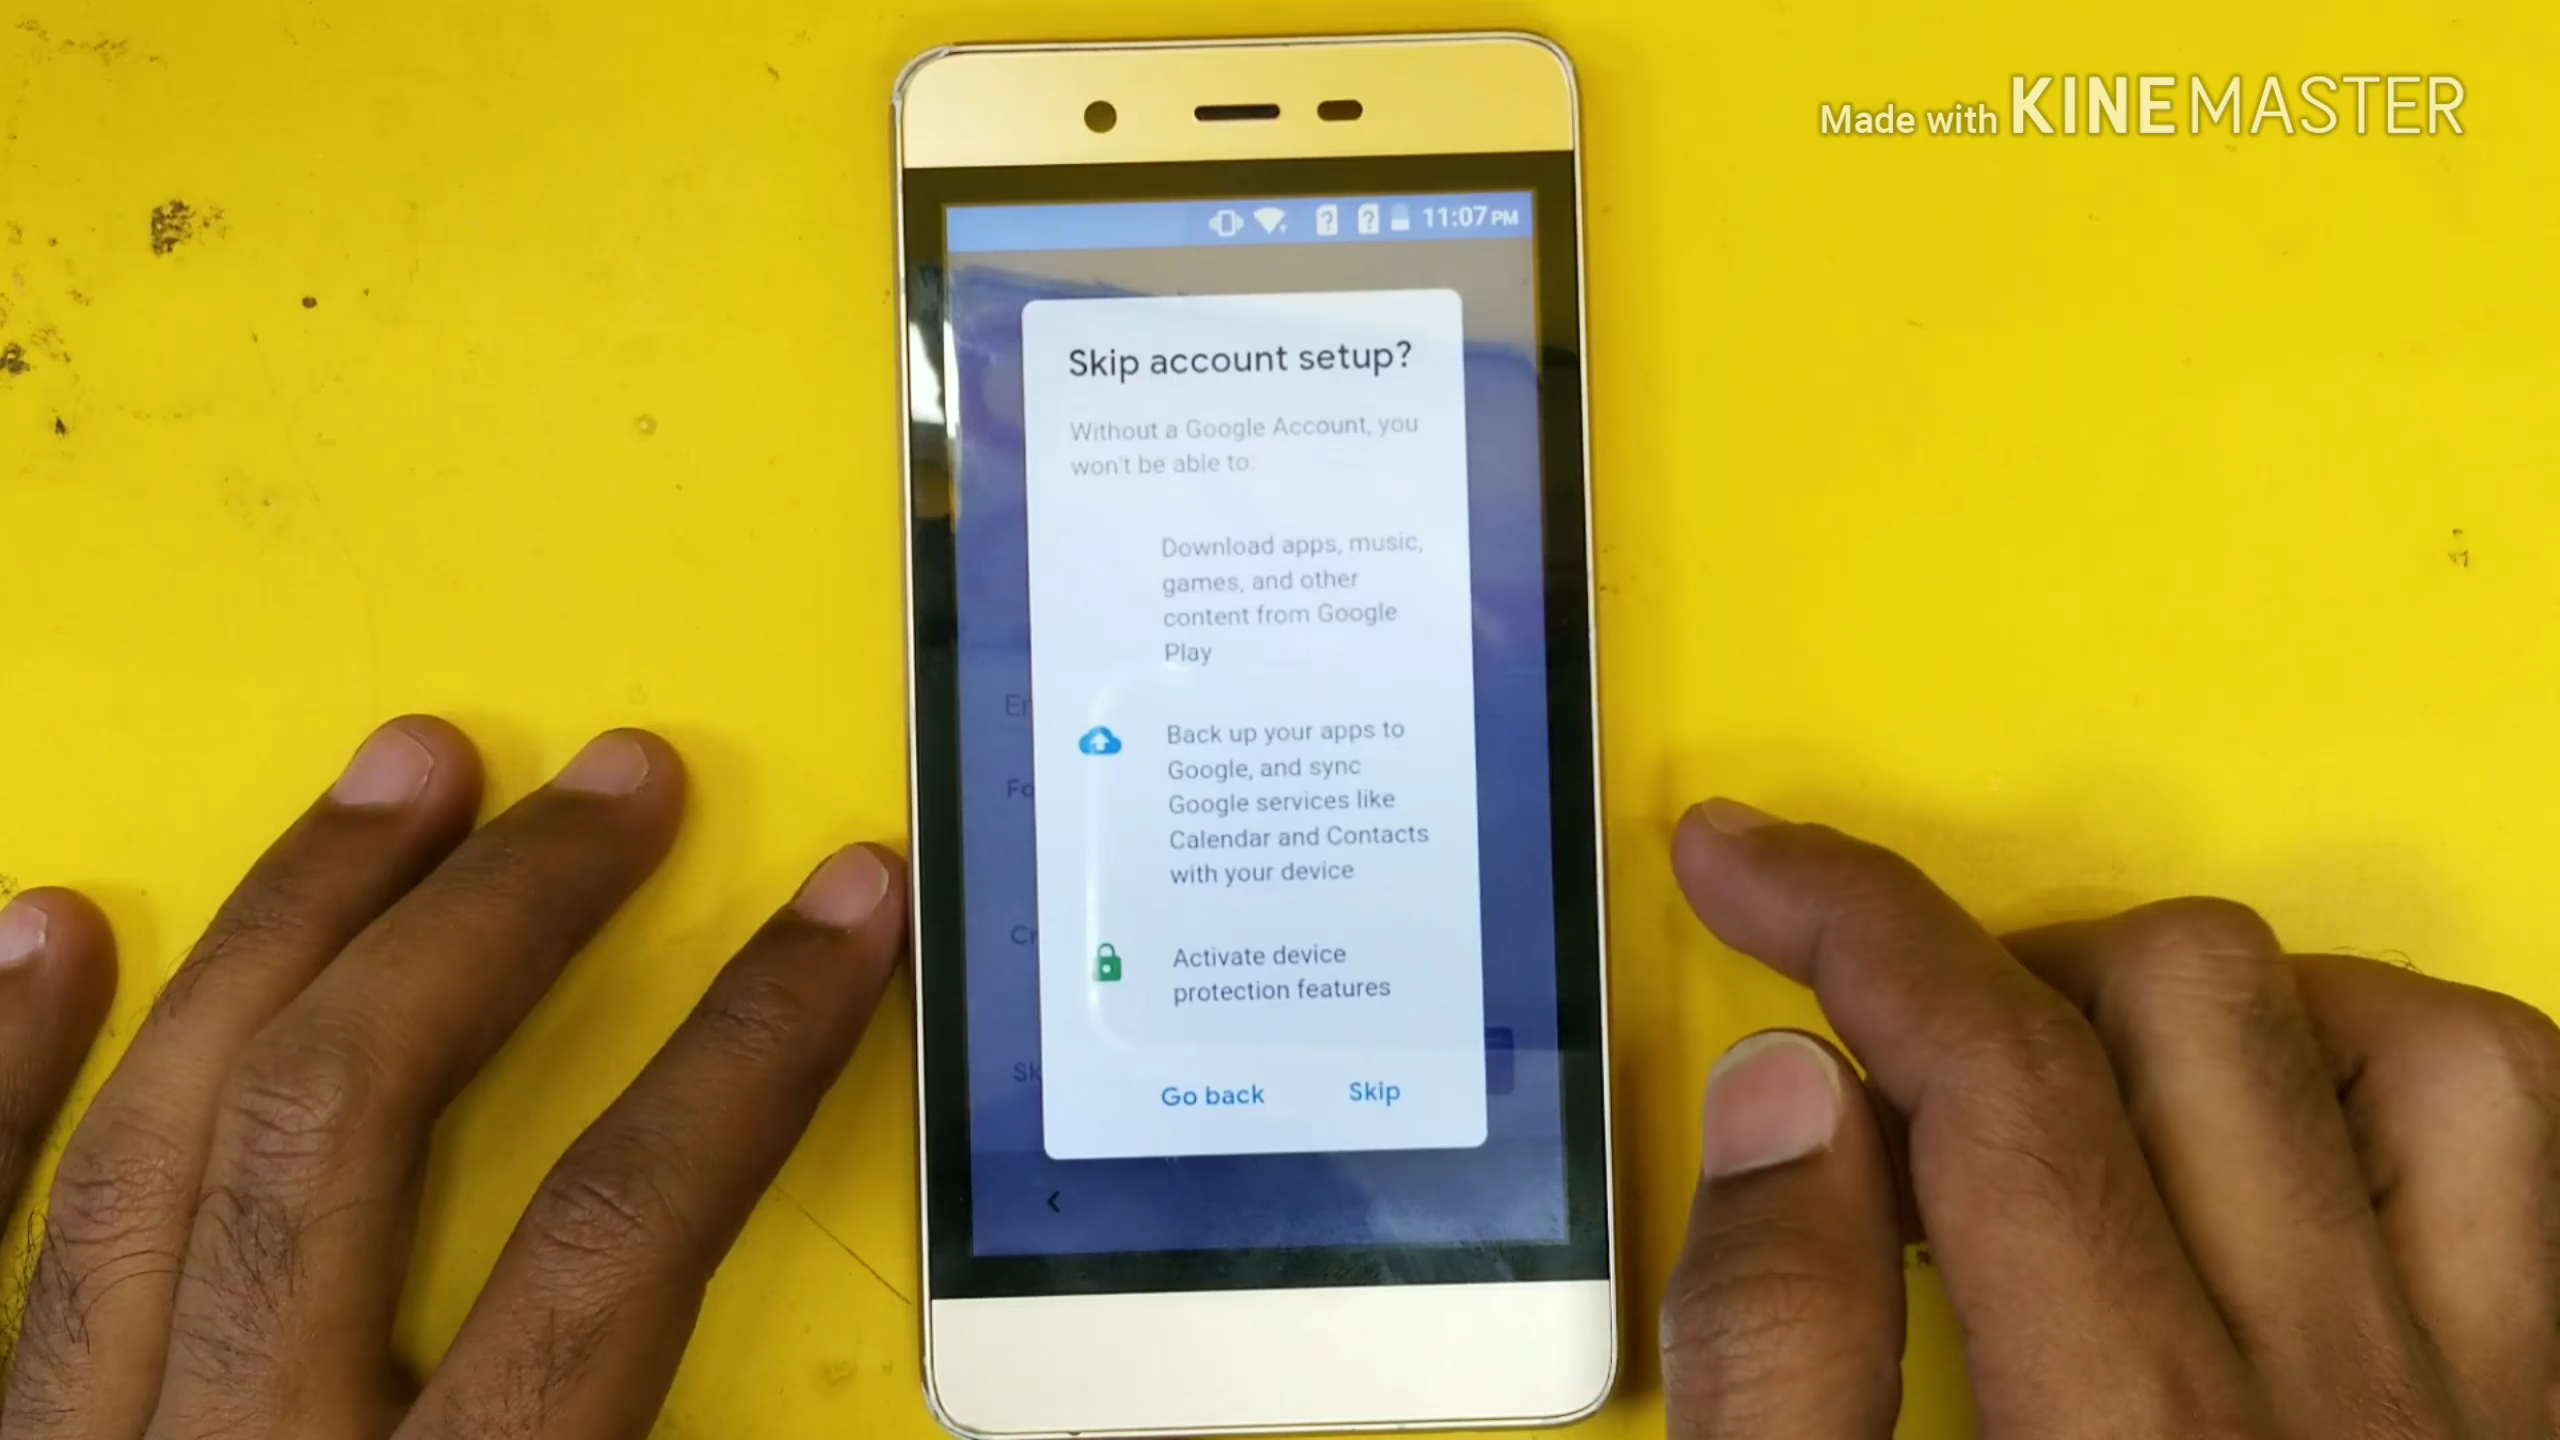 Made with KINEMASTER
11:07 PM
Skip account setup?
Without a Google Account, you
won't be able to:
Download apps, music,
games, and other
content from Google
Play
Back up your apps to
Google, and sync
Google services like
Calendar and Contacts
with your device
Activate device
protection features
Go back Skip